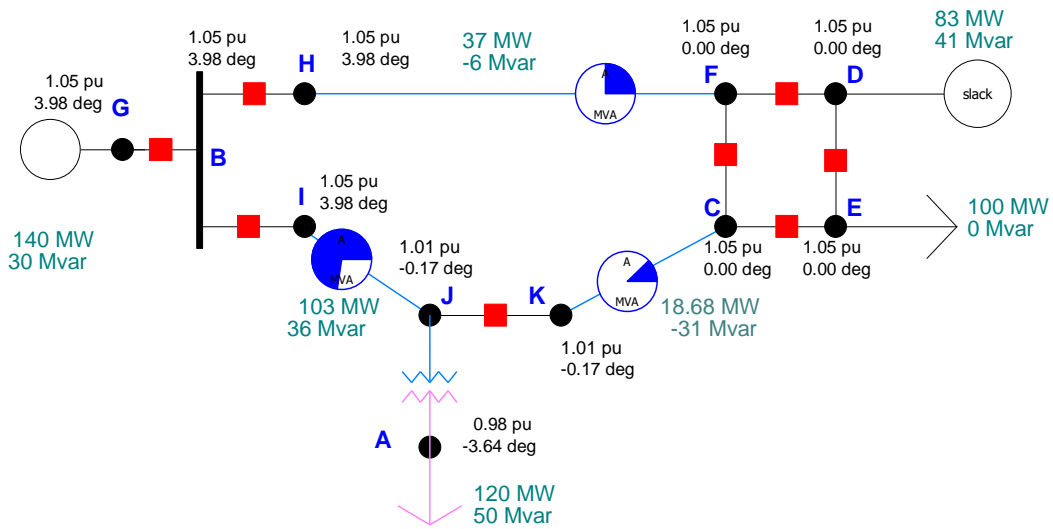 1.05 pu
3.98 deg
1.05 pu
3.98 deg
H
37 MW
-6 Mvar
A
MVA
1.05 pu
0.00 deg
F
1.05 pu
0.00 deg
D
83 MW
41 Mvar
slack
1.05 pu
3.98 deg
G
B
140 MW
30 Mvar
1.05 pu
3.98 deg
I
A
MVA
103 MW
36 Mvar
1.01 pu
-0.17 deg
J
K
1.01 pu
-0.17 deg
A
MVA
18.68 MW
-31 Mvar
C
1.05 pu
0.00 deg
E
1.05 pu
0.00 deg
100 MW
0 Mvar
A
0.98 pu
-3.64 deg
120 MW
50 Mvar